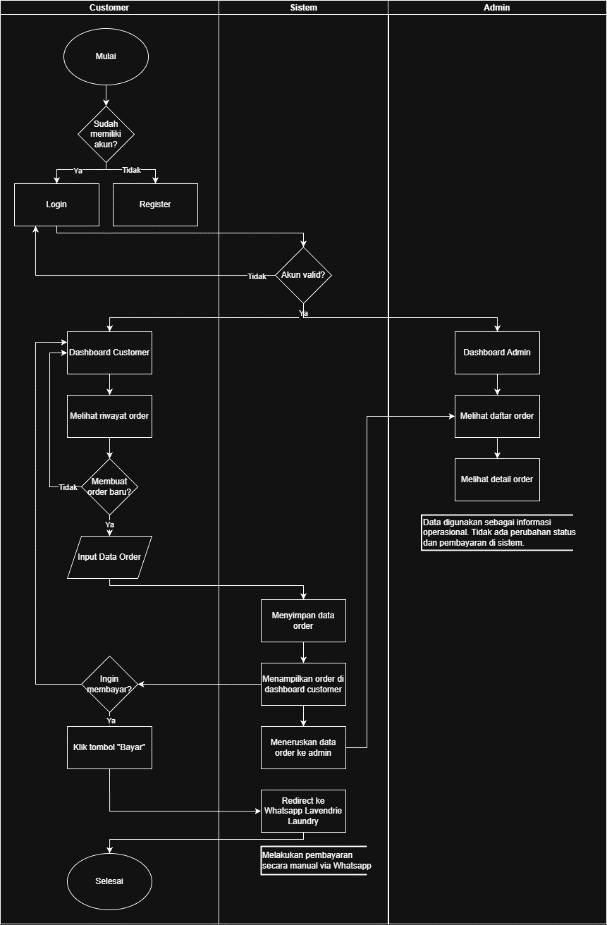 Customer
Sistem
Admin
Mulai
Sudah
memiliki
akun?
Ya
Tidak
Login
Register
Akun valid?
Tidak
Ya
Dashboard Customer
Dashboard Admin
Melihat riwayat order
Melihat daftar order
Membuat
order baru?
Tidak
Ya
Melihat detail order
Data digunakan sebagai informasi
operasional. Tidak ada perubahan status
dan pembayaran di sistem.
Input Data Order
Menyimpan data
order
Menampilkan order di
dashboard customer
Ingin
membayar?
Ya
Meneruskan data
order ke admin
Klik tombol "Bayar"
Redirect ke
Whatsapp Lavendrie
Laundry
Melakukan pembayaran
secara manual via Whatsapp
Selesai